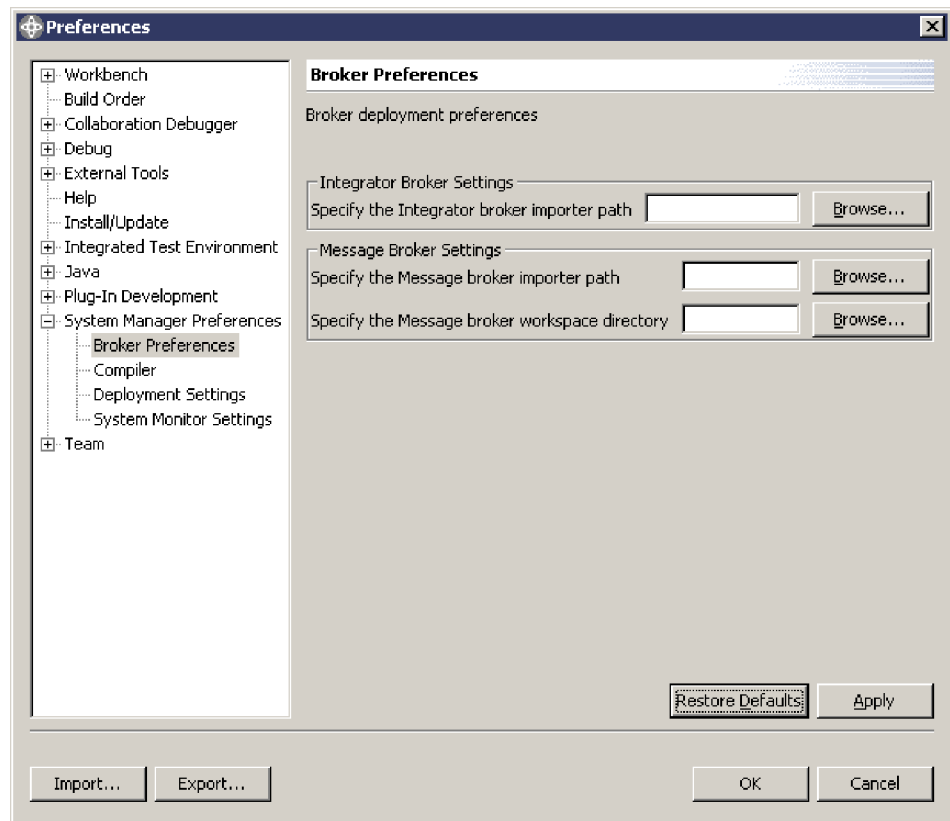 Preferences
Workbench
Build Order
Collaboration Debugger
Debug
External Tools
Help
Install/Update
Integrated Test Environment
Java
Plug-In Development
System Manager Preferences
Broker Preferences
Compiler
Deployment Settings
System Monitor Settings
Team
Broker Preferences
Broker deployment preferences
Integrator Broker Settings
Specify the Integrator broker importer path Browse...
Message Broker Settings
Specify the Message broker importer path Browse...
Specify the Message broker workspace directory Browse...
Restore Defaults Apply
Import... Export... OK Cancel